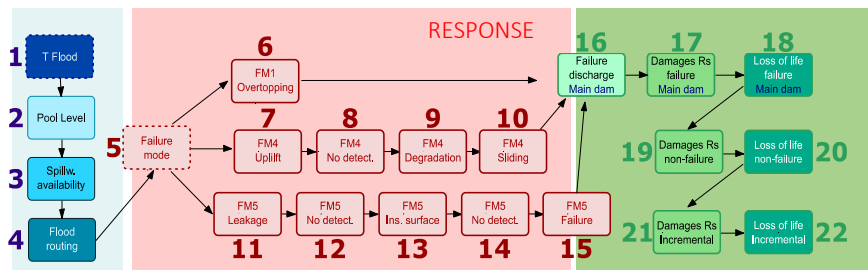 RESPONSE
1
T Flood
2
Pool Level
3
Spillw.
availability
4
Flood
routing
5
Failure
mode
6
FM1
Overtopping
7
FM4
Uplilft
8
FM4
No detect.
9
FM4
Degradation
10
FM4
Sliding
11
FM5
Leakage
12
FM5
No detect.
13
FM5
Ins. surface
14
FM5
No detect.
15
FM5
Failure
16
Failure
discharge
Main dam
17
Damages Rs
failure
Main dam
18
Loss of life
failure
Main dam
19
Damages Rs
non-failure
20
Loss of life
non-failure
21
Damages Rs
Incremental
22
Loss of life
Incremental